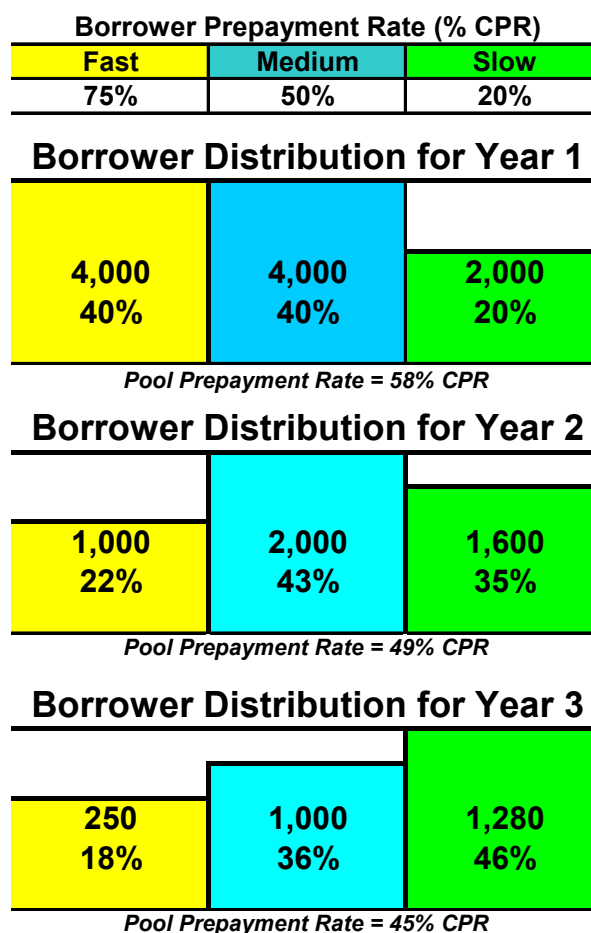 Borrower Prepayment Rate (% CPR)
Fast Medium Slow
75% 50% 20%
Borrower Distribution for Year 1
4,000 4,000 2,000
40% 40% 20%
Pool Prepayment Rate = 58% CPR
Borrower Distribution for Year 2
1,000 2,000 1,600
22% 43% 35%
Pool Prepayment Rate = 49% CPR
Borrower Distribution for Year 3
250 1,000 1,280
18% 36% 46%
Pool Prepayment Rate = 45% CPR